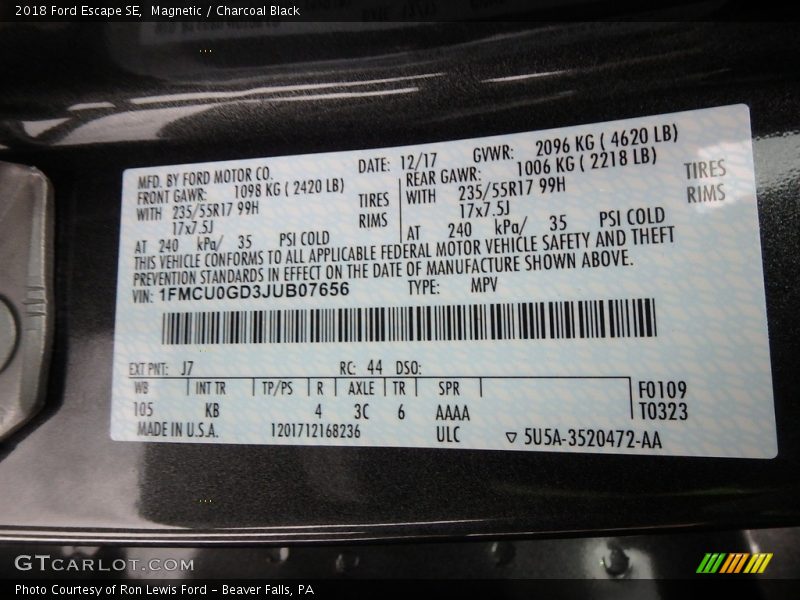 2018 Ford Escape SE, Magnetic / Charcoal Black
MFD. BY FORD MOTOR CO. DATE: 12/17 GVWR: 2096 KG ( 4620 LB)
FRONT GAWR: 1098 KG ( 2420 LB) REAR GAWR: 1006 KG ( 2218 LB)
WITH 235/55R17 99H TIRES WITH 235/55R17 99H TIRES
17x7.5J RIMS 17x7.5J RIMS
AT 240 kPa/ 35 PSI COLD AT 240 kPa/ 35 PSI COLD
THIS VEHICLE CONFORMS TO ALL APPLICABLE FEDERAL MOTOR VEHICLE SAFETY AND THEFT
PREVENTION STANDARDS IN EFFECT ON THE DATE OF MANUFACTURE SHOWN ABOVE.
VIN: 1FMCU0GD3JUB07656 TYPE: MPV
EXT PNT: J7 RC: 44 DSO:
WB INT TR TP/PS R AXLE TR SPR F0109
105 KB 4 3C 6 AAAA T0323
MADE IN U.S.A. 1201712168236 ULC ▽ 5U5A-3520472-AA
GTCARLOT.COM
Photo Courtesy of Ron Lewis Ford - Beaver Falls, PA